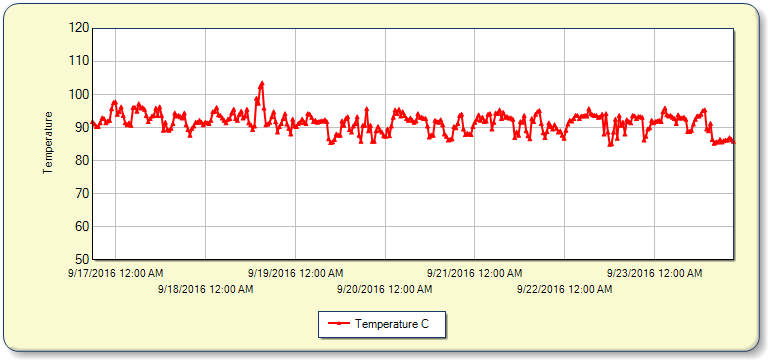 120
110
100
90
80
70
60
50
Temperature
9/17/2016 12:00 AM
9/18/2016 12:00 AM
9/19/2016 12:00 AM
9/20/2016 12:00 AM
9/21/2016 12:00 AM
9/22/2016 12:00 AM
9/23/2016 12:00 AM
Temperature C